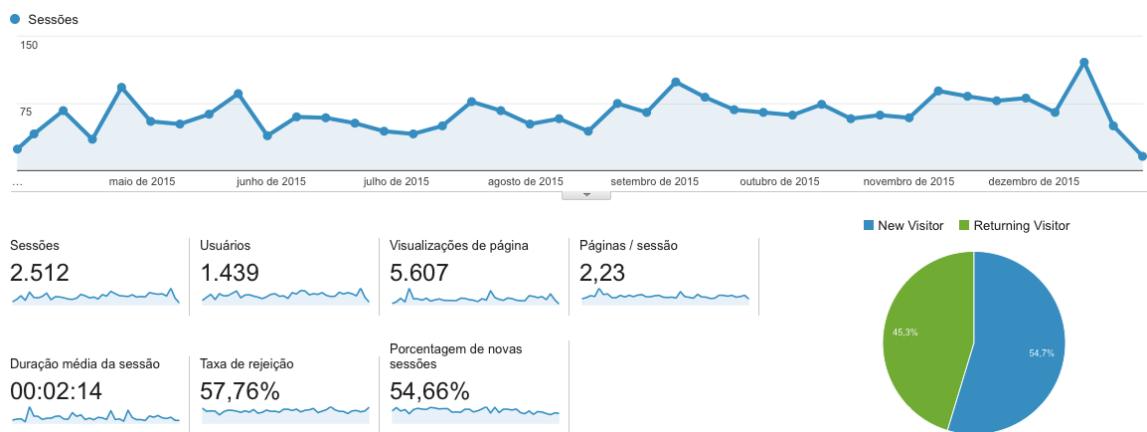 Sessões
150
75
...
maio de 2015
junho de 2015
julho de 2015
agosto de 2015
setembro de 2015
outubro de 2015
novembro de 2015
dezembro de 2015
New Visitor
Returning Visitor
Sessões
2.512
Usuários
1.439
Visualizações de página
5.607
Páginas / sessão
2,23
45,3%
54,7%
Duração média da sessão
00:02:14
Taxa de rejeição
57,76%
Porcentagem de novas
sessões
54,66%